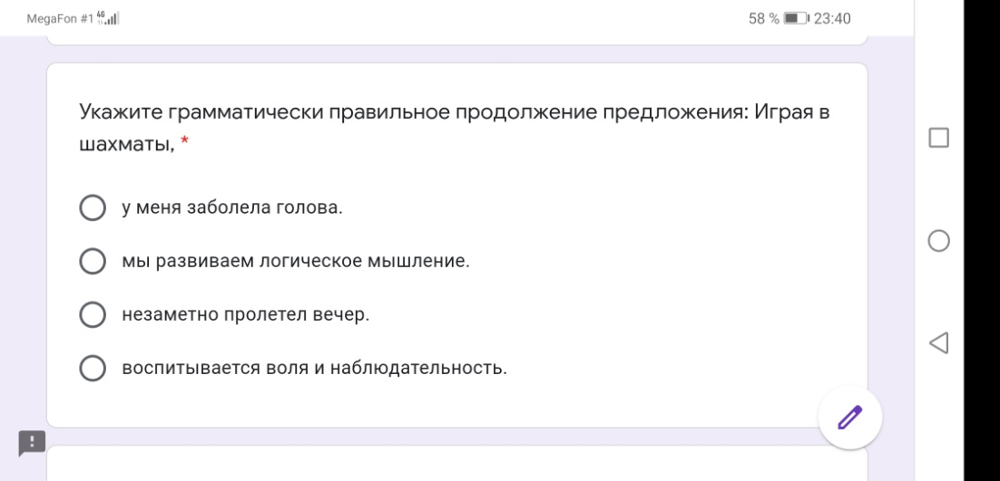 MegaFon #1 4G 58 % 23:40
Укажите грамматически правильное продолжение предложения: Играя в
шахматы, *
у меня заболела голова.
мы развиваем логическое мышление.
незаметно пролетел вечер.
воспитывается воля и наблюдательность.